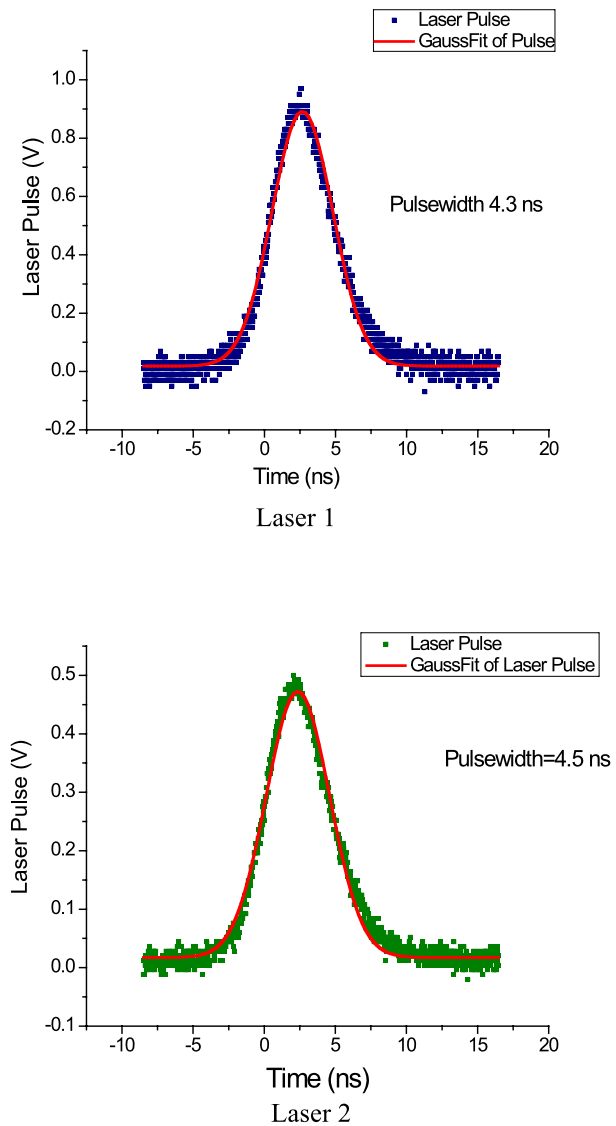 Laser Pulse
GaussFit of Pulse
1.0
0.8
0.6
0.4
0.2
0.0
-0.2
Laser Pulse (V)
Pulsewidth 4.3 ns
-10 -5 0 5 10 15 20
Time (ns)
Laser 1
Laser Pulse
GaussFit of Laser Pulse
0.5
0.4
0.3
0.2
0.1
0.0
-0.1
Laser Pulse (V)
Pulsewidth=4.5 ns
-10 -5 0 5 10 15 20
Time (ns)
Laser 2